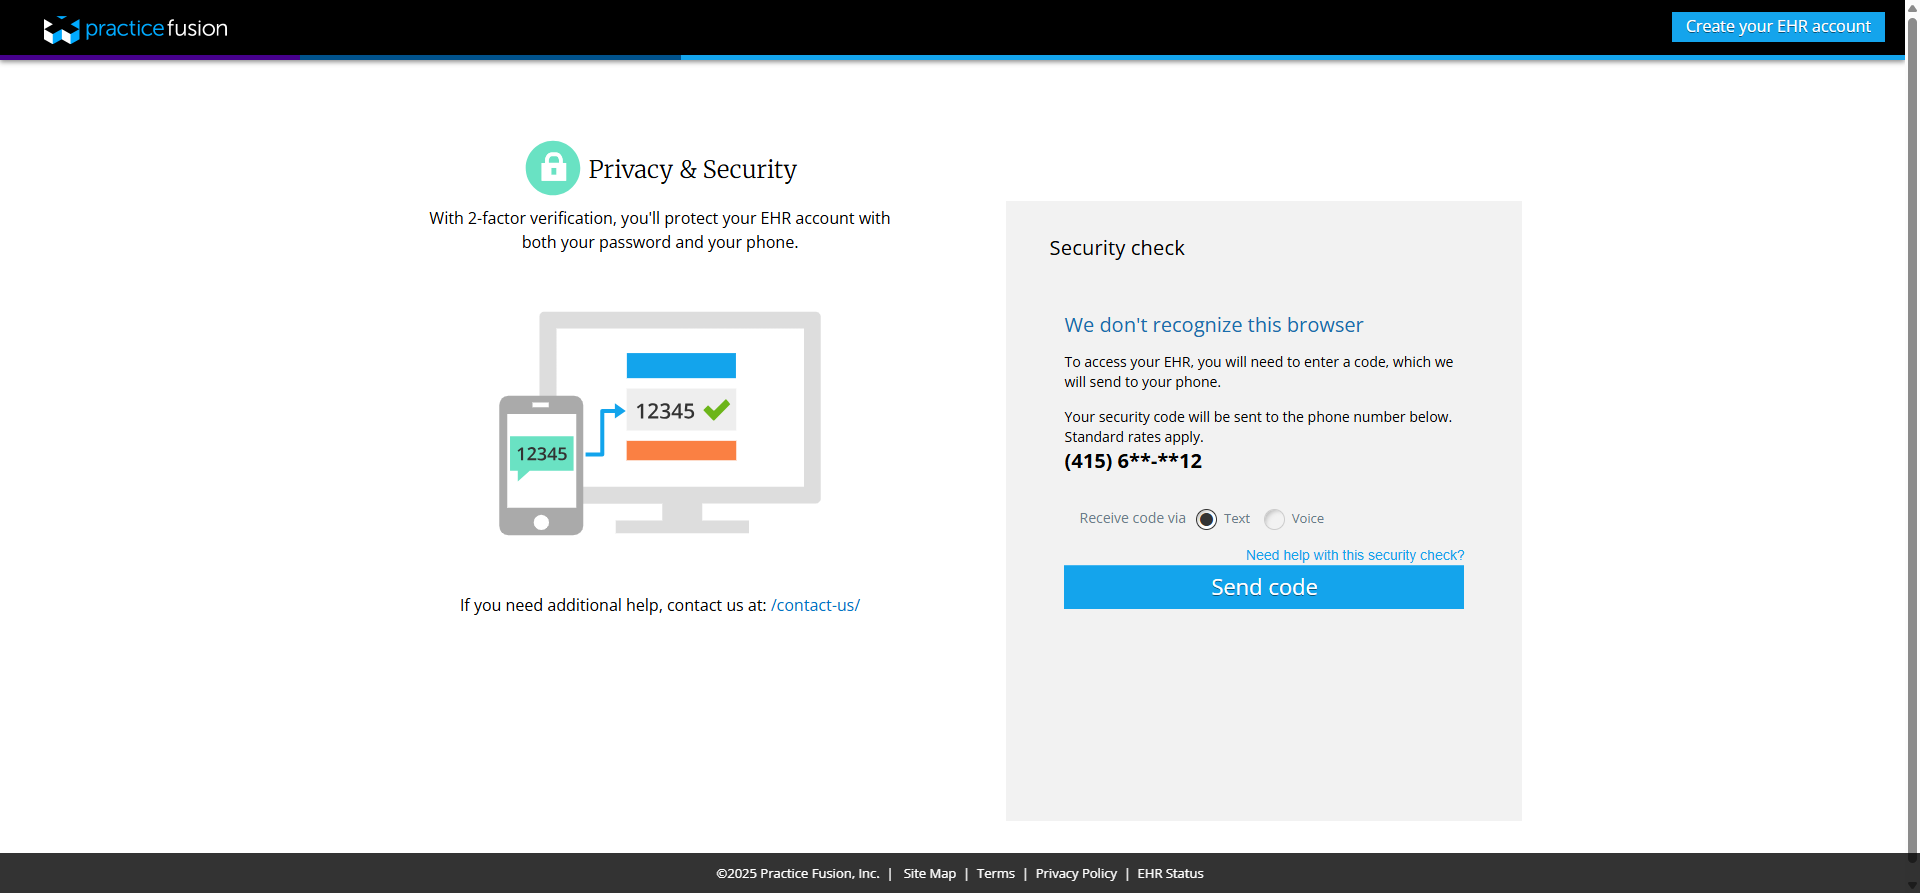 practice fusion
Create your EHR account
Privacy & Security
With 2-factor verification, you'll protect your EHR account with
both your password and your phone.
12345
12345
If you need additional help, contact us at: /contact-us/
Security check
We don't recognize this browser
To access your EHR, you will need to enter a code, which we
will send to your phone.
Your security code will be sent to the phone number below.
Standard rates apply.
(415) 6**-**12
Receive code via Text Voice
Need help with this security check?
Send code
©2025 Practice Fusion, Inc. | Site Map | Terms | Privacy Policy | EHR Status